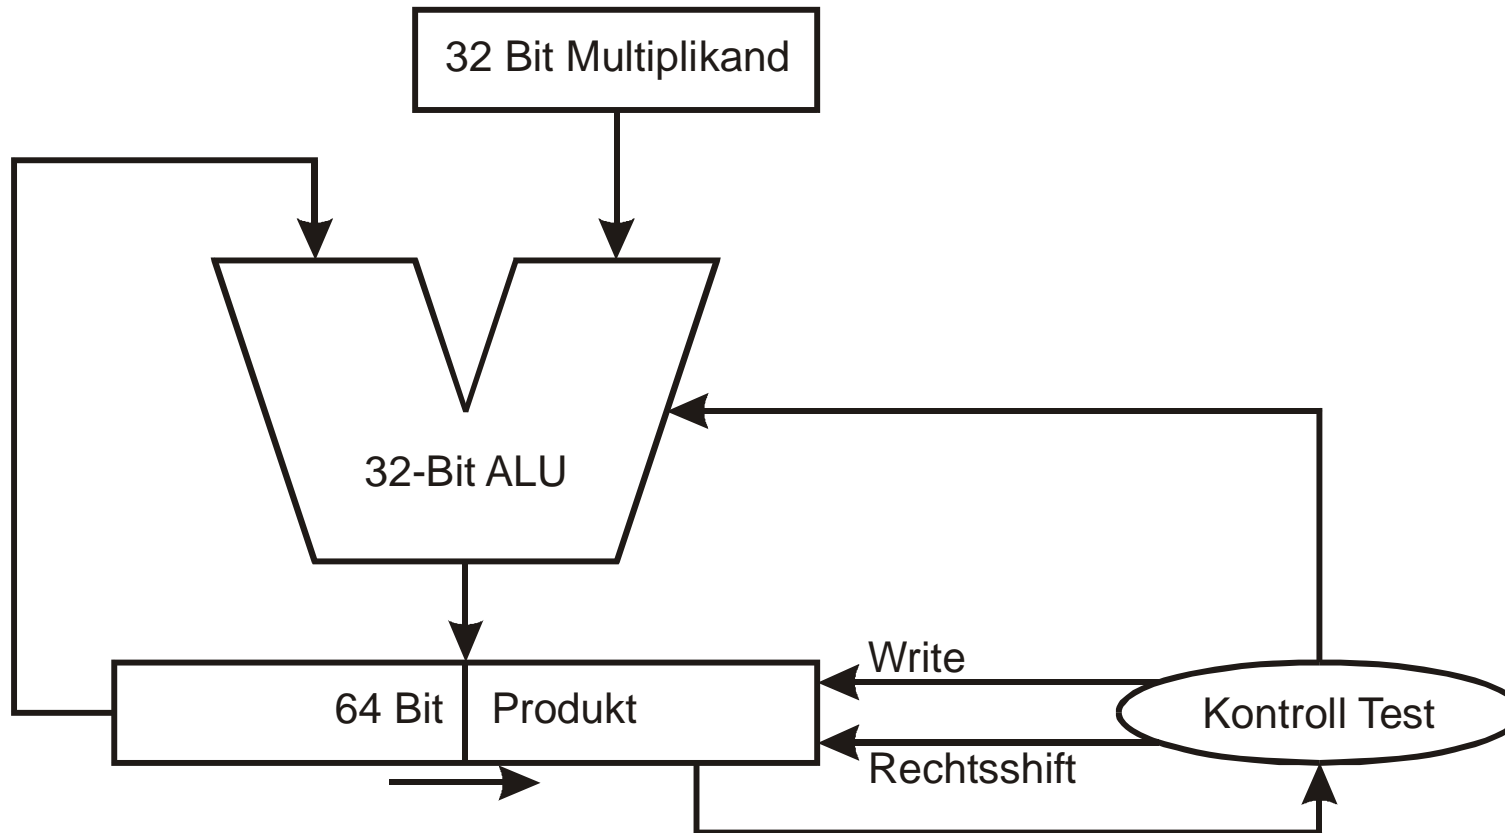 32 Bit Multiplikand
32-Bit ALU
64 Bit Produkt
Write
Rechtsshift
Kontroll Test